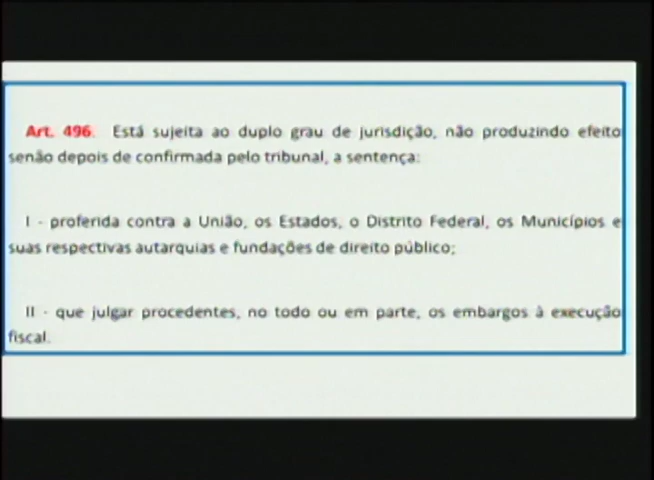 Art. 496. Está sujeita ao duplo grau de jurisdição, não produzindo efeito
senão depois de confirmada pelo tribunal, a sentença:
I - proferida contra a União, os Estados, o Distrito Federal, os Municípios e
suas respectivas autarquias e fundações de direito público;
II - que julgar procedentes, no todo ou em parte, os embargos à execução
fiscal.